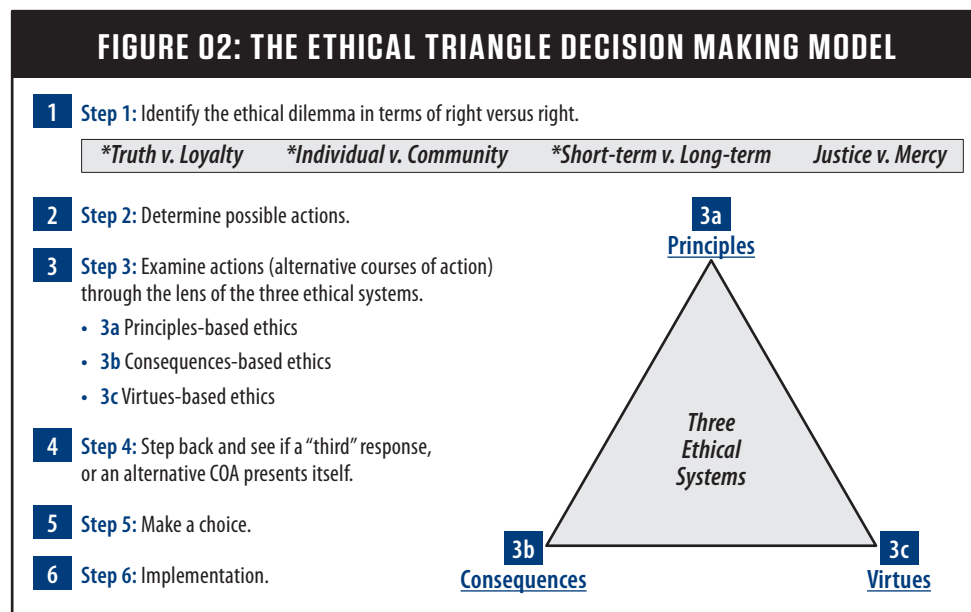 FIGURE 02: THE ETHICAL TRIANGLE DECISION MAKING MODEL
1 Step 1: Identify the ethical dilemma in terms of right versus right.
*Truth v. Loyalty *Individual v. Community *Short-term v. Long-term Justice v. Mercy
2 Step 2: Determine possible actions.
3 Step 3: Examine actions (alternative courses of action)
through the lens of the three ethical systems.
• 3a Principles-based ethics
• 3b Consequences-based ethics
• 3c Virtues-based ethics
4 Step 4: Step back and see if a “third” response,
or an alternative COA presents itself.
5 Step 5: Make a choice.
6 Step 6: Implementation.
3a
Principles
Three
Ethical
Systems
3b
Consequences
3c
Virtues